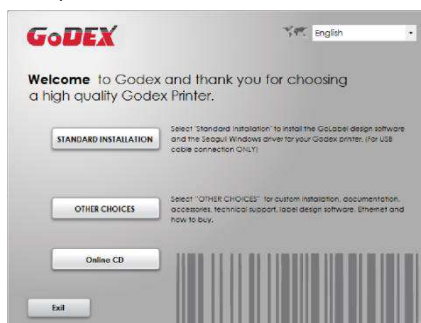 GoDEX
English
Welcome to Godex and thank you for choosing
a high quality Godex Printer.
STANDARD INSTALLATION
Select "Standard Installation" to install the GoLabel design software
and the Seagull Windows driver for your Godex printer. (For USB
cable connection ONLY)
OTHER CHOICES
Select "OTHER CHOICES" for custom installation, documentation,
accessories, technical support, label design software, Ethernet and
how to buy.
Online CD
Exit